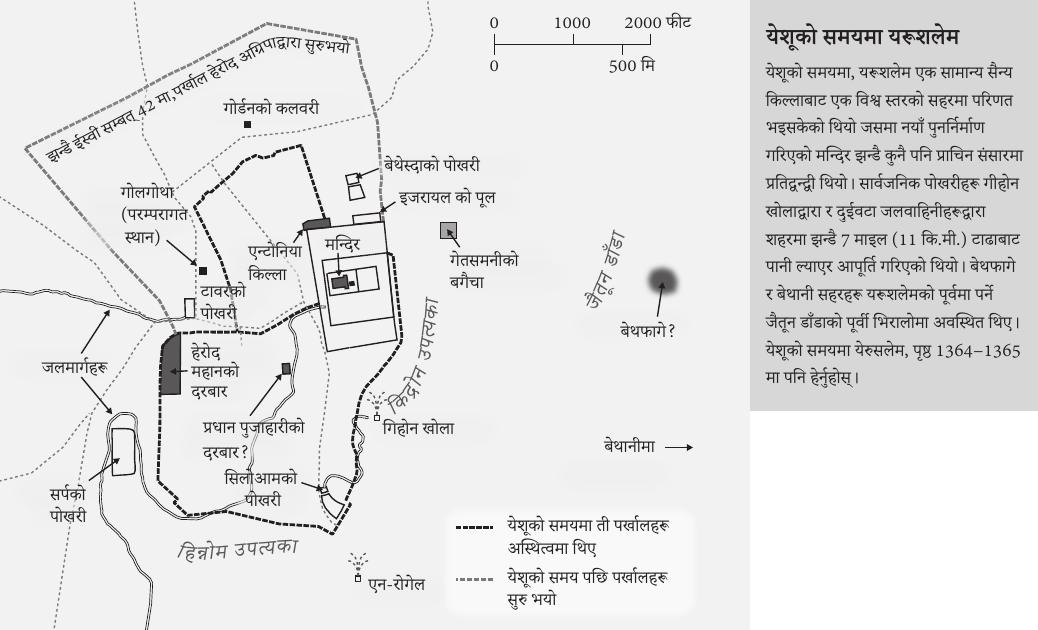 0 1000 2000 फीट
0 500 मि
झन्डै ईस्वी सम्बत् 42 मा,पर्खाल हेरोद अग्रिपाद्वारा सुरुभयो
गोर्डनको कलवरी
बेथेस्दाको पोखरी
इजरायल को पूल
गोलगोथा
(परम्परागत
स्थान)
एन्टोनिया
किल्ला
मन्दिर
गेतसमनीको
बगैचा
जैतून डाँडा
बेथफागे?
टावरको
पोखरी
जलमार्गहरू
हेरोद
महानको
दरबार
किद्रोन उपत्यका
प्रधान पुजाहारीको
दरबार?
गिहोन खोला
बेथानीमा
सर्पको
पोखरी
सिलोआमको
पोखरी
हिन्नोम उपत्यका
एन-रोगेल
येशूको समयमा ती पर्खालहरू
अस्थित्वमा थिए
येशूको समय पछि पर्खालहरू
सुरु भयो
येशूको समयमा यरूशलेम
येशूको समयमा, यरूशलेम एक सामान्य सैन्य
किल्लाबाट एक विश्व स्तरको सहरमा परिणत
भइसकेको थियो जसमा नयाँ पुनर्निर्माण
गरिएको मन्दिर झन्डै कुनै पनि प्राचिन संसारमा
प्रतिद्वन्द्वी थियो। सार्वजनिक पोखरीहरू गीहोन
खोलाद्वारा र दुईवटा जलवाहिनीहरूद्वारा
शहरमा झन्डै 7 माइल (11 कि.मी.) टाढाबाट
पानी ल्याएर आपूर्ति गरिएको थियो। बेथफागे
र बेथानी सहरहरू यरूशलेमको पूर्वमा पर्ने
जैतून डाँडाको पूर्वी भिरालोमा अवस्थित थिए।
येशूको समयमा येरुसलेम, पृष्ठ 1364–1365
मा पनि हेर्नुहोस्।